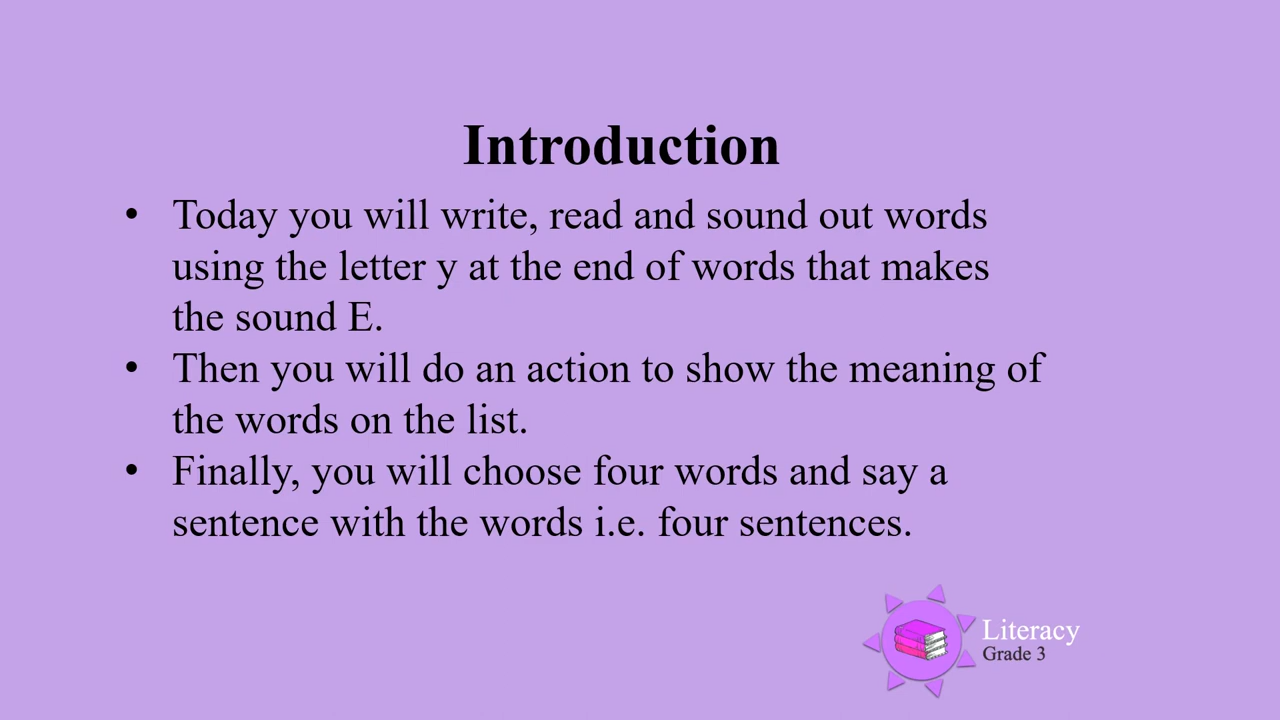 Introduction
• Today you will write, read and sound out words
using the letter y at the end of words that makes
the sound E.
• Then you will do an action to show the meaning of
the words on the list.
• Finally, you will choose four words and say a
sentence with the words i.e. four sentences.
Literacy
Grade 3